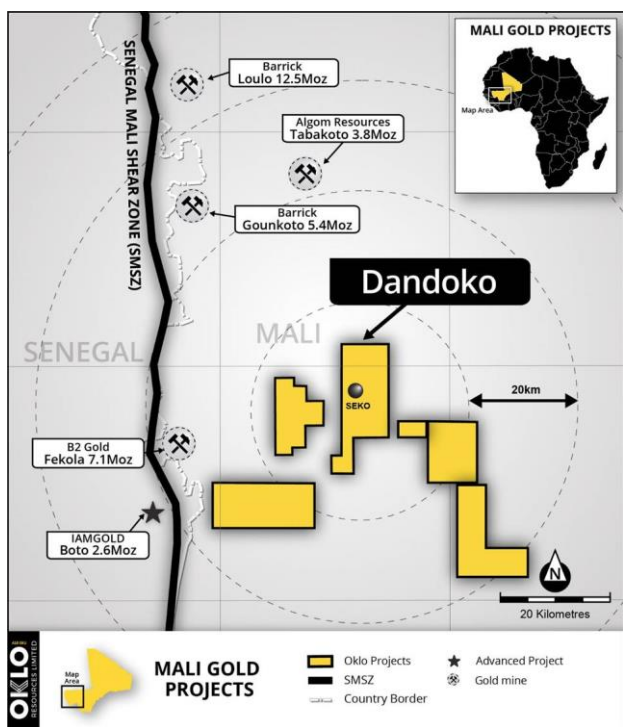 MALI GOLD PROJECTS
Map Area
SENEGAL MALI SHEAR ZONE (SMSZ)
Barrick
Loulo 12.5Moz
Algom Resources
Tabakoto 3.8Moz
Barrick
Gounkoto 5.4Moz
Dandoko
SENEGAL
MALI
SEKO
20km
B2 Gold
Fekola 7.1Moz
IAMGOLD
Boto 2.6Moz
N
20 Kilometres
OKLO
RESOURCES LIMITED
Map
Area
MALI GOLD
PROJECTS
Oklo Projects
SMSZ
Country Border
Advanced Project
Gold mine